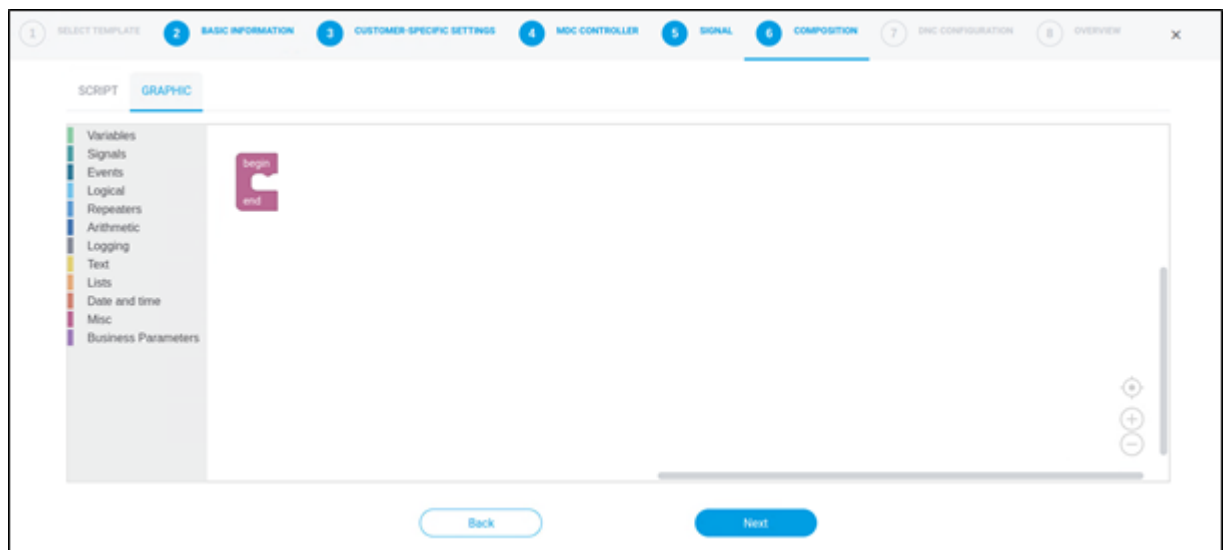 1 SELECT TEMPLATE 2 BASIC INFORMATION 3 CUSTOMER-SPECIFIC SETTINGS 4 MDC CONTROLLER 5 SIGNAL 6 COMPOSITION 7 DNC CONFIGURATION 8 OVERVIEW
SCRIPT GRAPHIC
Variables
Signals
Events
Logical
Repeaters
Arithmetic
Logging
Text
Lists
Date and time
Misc
Business Parameters
begin
end
Back Next